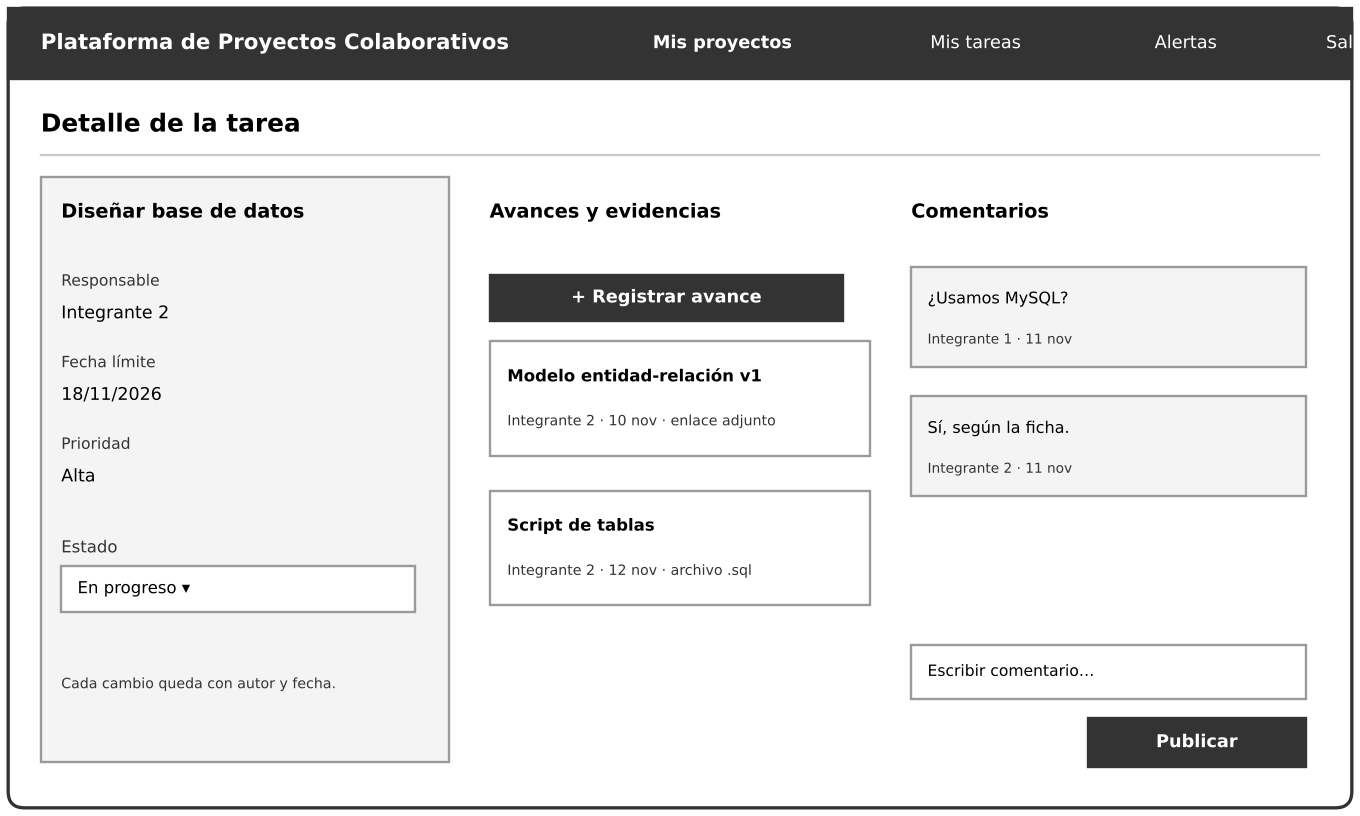 Plataforma de Proyectos Colaborativos
Mis proyectos
Mis tareas
Alertas
Sal
Detalle de la tarea
Diseñar base de datos
Responsable
Integrante 2
Fecha límite
18/11/2026
Prioridad
Alta
Estado
En progreso ▾
Cada cambio queda con autor y fecha.
Avances y evidencias
+ Registrar avance
Modelo entidad-relación v1
Integrante 2 · 10 nov · enlace adjunto
Script de tablas
Integrante 2 · 12 nov · archivo .sql
Comentarios
¿Usamos MySQL?
Integrante 1 · 11 nov
Sí, según la ficha.
Integrante 2 · 11 nov
Escribir comentario…
Publicar